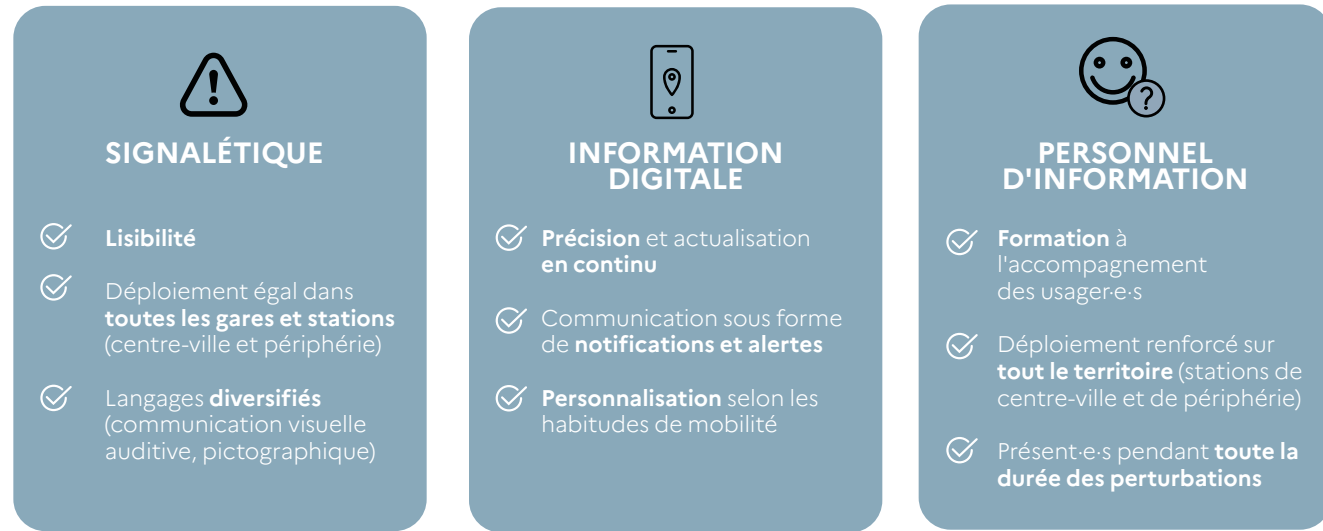 SIGNALÉTIQUE
Lisibilité
Déploiement égal dans
toutes les gares et stations
(centre-ville et périphérie)
Langages diversifiés
(communication visuelle
auditive, pictographique)
INFORMATION
DIGITALE
Précision et actualisation
en continu
Communication sous forme
de notifications et alertes
Personnalisation selon les
habitudes de mobilité
?
PERSONNEL
D'INFORMATION
Formation à
l'accompagnement
des usager·e·s
Déploiement renforcé sur
tout le territoire (stations de
centre-ville et de périphérie)
Présent·e·s pendant toute la
durée des perturbations